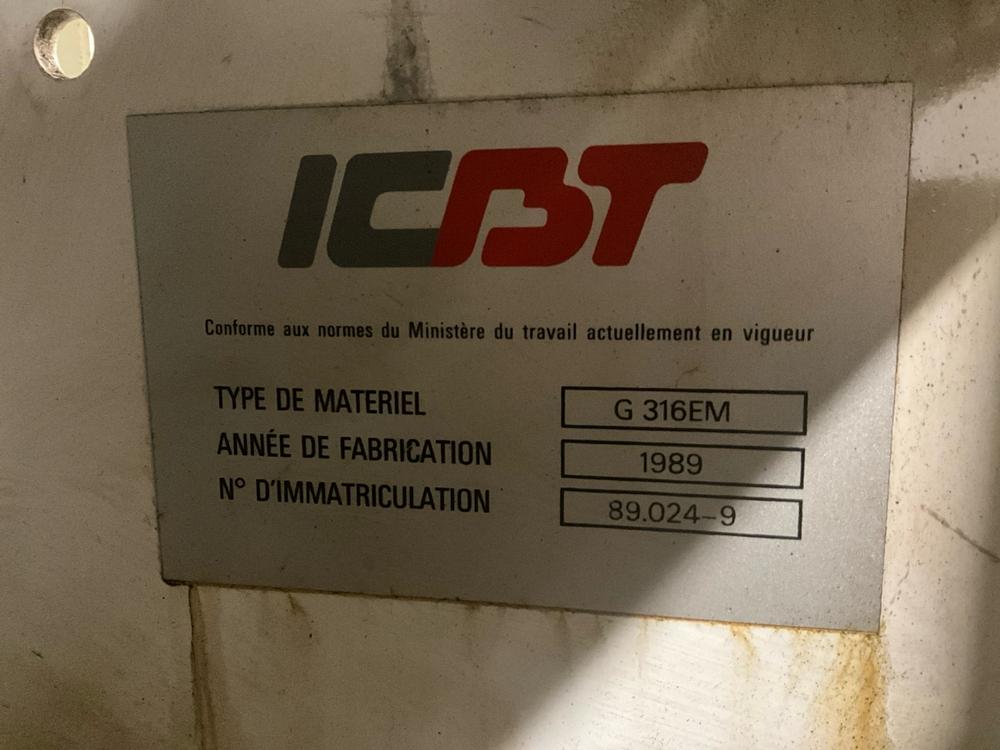 ICBT
Conforme aux normes du Ministère du travail actuellement en vigueur
TYPE DE MATERIEL G 316EM
ANNÉE DE FABRICATION 1989
N° D'IMMATRICULATION 89.024-9